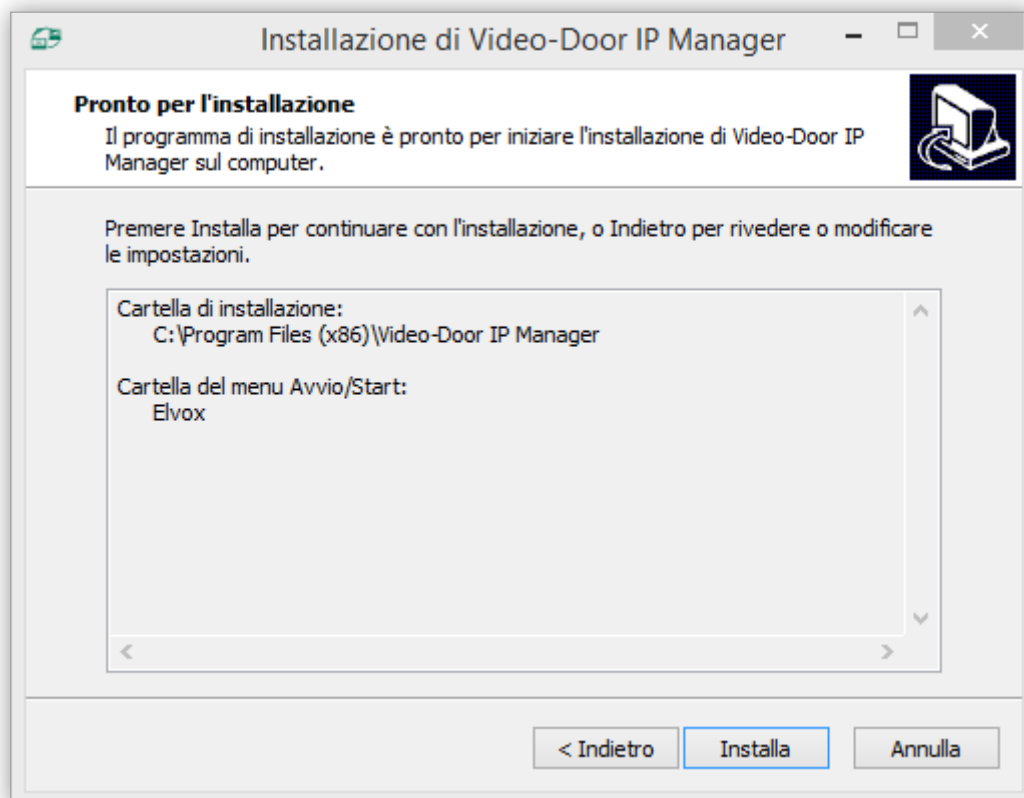 Installazione di Video-Door IP Manager
Pronto per l'installazione
Il programma di installazione è pronto per iniziare l'installazione di Video-Door IP
Manager sul computer.
Premere Installa per continuare con l'installazione, o Indietro per rivedere o modificare
le impostazioni.
Cartella di installazione:
C:\Program Files (x86)\Video-Door IP Manager
Cartella del menu Avvio/Start:
Elvox
< Indietro
Installa
Annulla